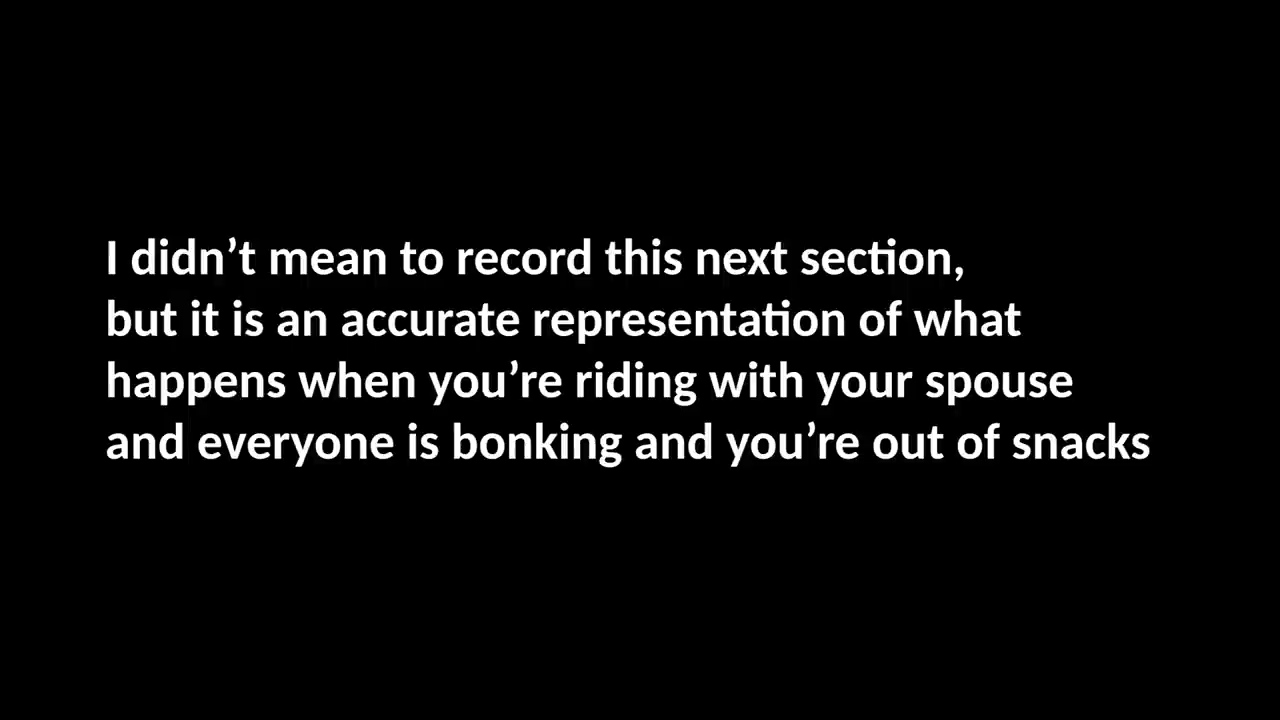 I didn’t mean to record this next section,
but it is an accurate representation of what
happens when you’re riding with your spouse
and everyone is bonking and you’re out of snacks